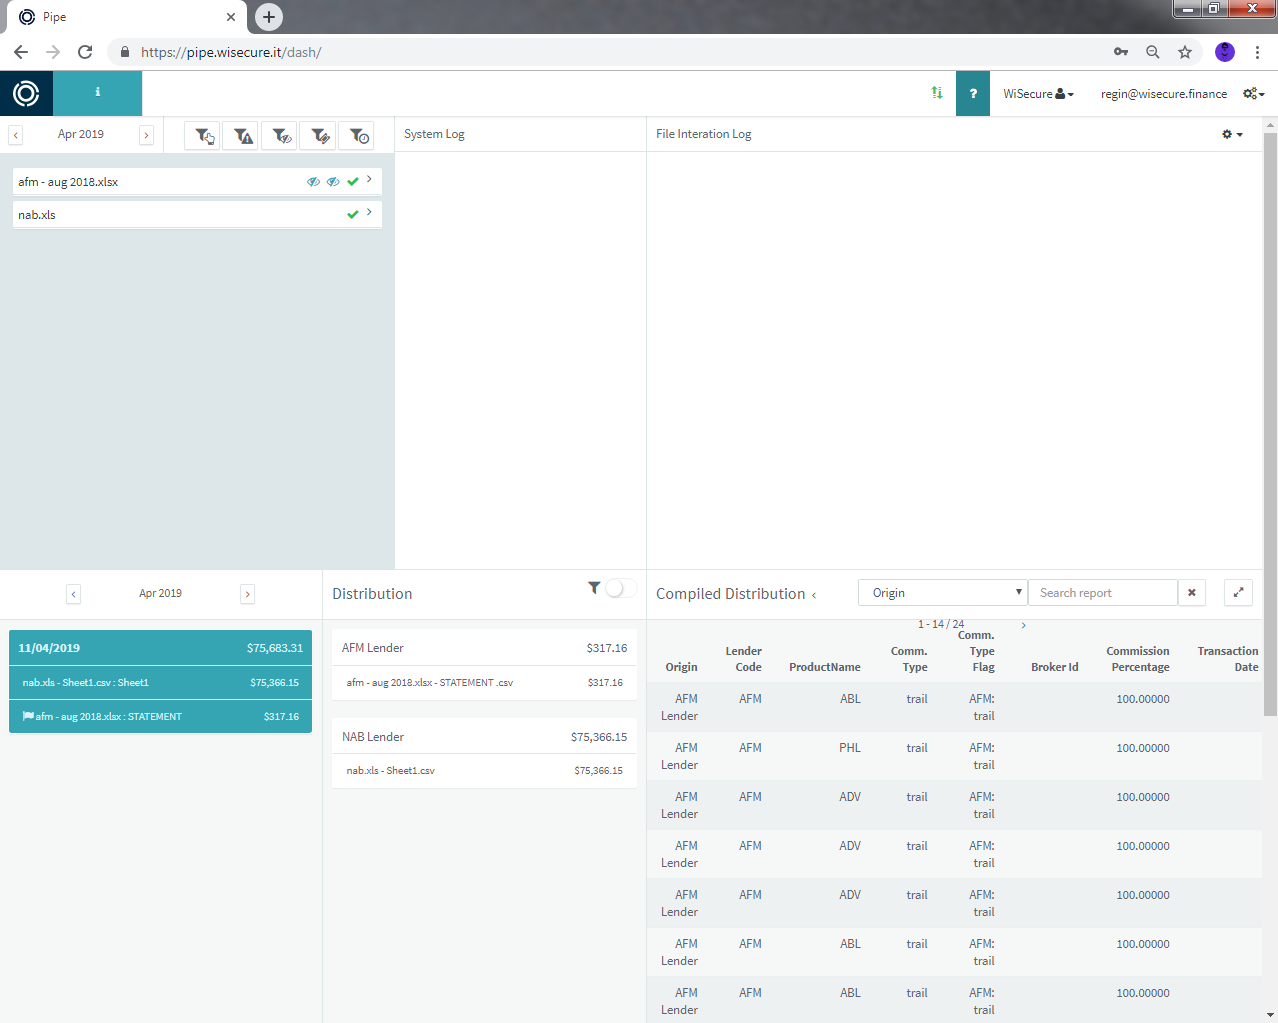 Pipe
https://pipe.wisecure.it/dash/
i
?
WiSecure
regin@wisecure.finance
Apr 2019
System Log
File Interation Log
afm - aug 2018.xlsx
nab.xls
Apr 2019
Distribution
Compiled Distribution
Origin
Search report
11/04/2019 $75,683.31
nab.xls - Sheet1.csv : Sheet1 $75,366.15
afm - aug 2018.xlsx : STATEMENT $317.16
AFM Lender $317.16
afm - aug 2018.xlsx - STATEMENT .csv $317.16
NAB Lender $75,366.15
nab.xls - Sheet1.csv $75,366.15
1 - 14 / 24
Origin Lender Code ProductName Comm. Type Comm. Type Flag Broker Id Commission Percentage Transaction Date
AFM Lender AFM ABL trail AFM: trail 100.00000
AFM Lender AFM PHL trail AFM: trail 100.00000
AFM Lender AFM ADV trail AFM: trail 100.00000
AFM Lender AFM ADV trail AFM: trail 100.00000
AFM Lender AFM ADV trail AFM: trail 100.00000
AFM Lender AFM ABL trail AFM: trail 100.00000
AFM Lender AFM ABL trail AFM: trail 100.00000